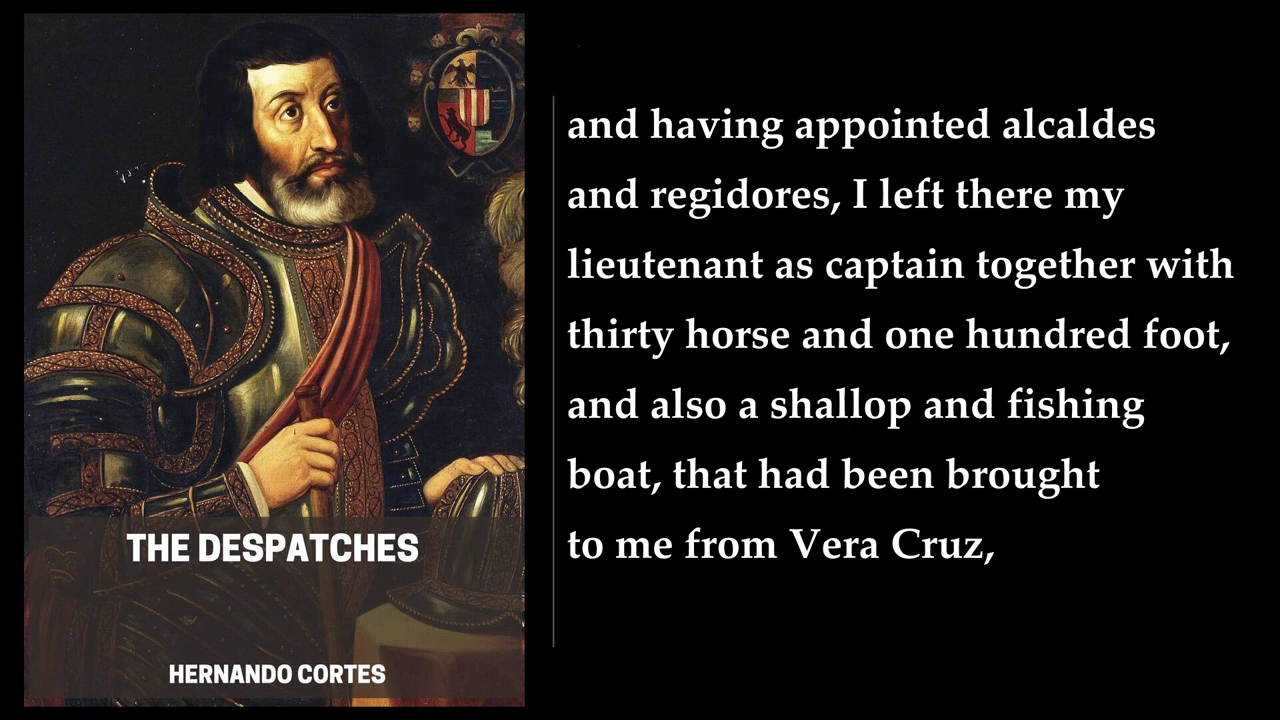 THE DESPATCHES
HERNANDO CORTES
and having appointed alcaldes
and regidores, I left there my
lieutenant as captain together with
thirty horse and one hundred foot,
and also a shallop and fishing
boat, that had been brought
to me from Vera Cruz,